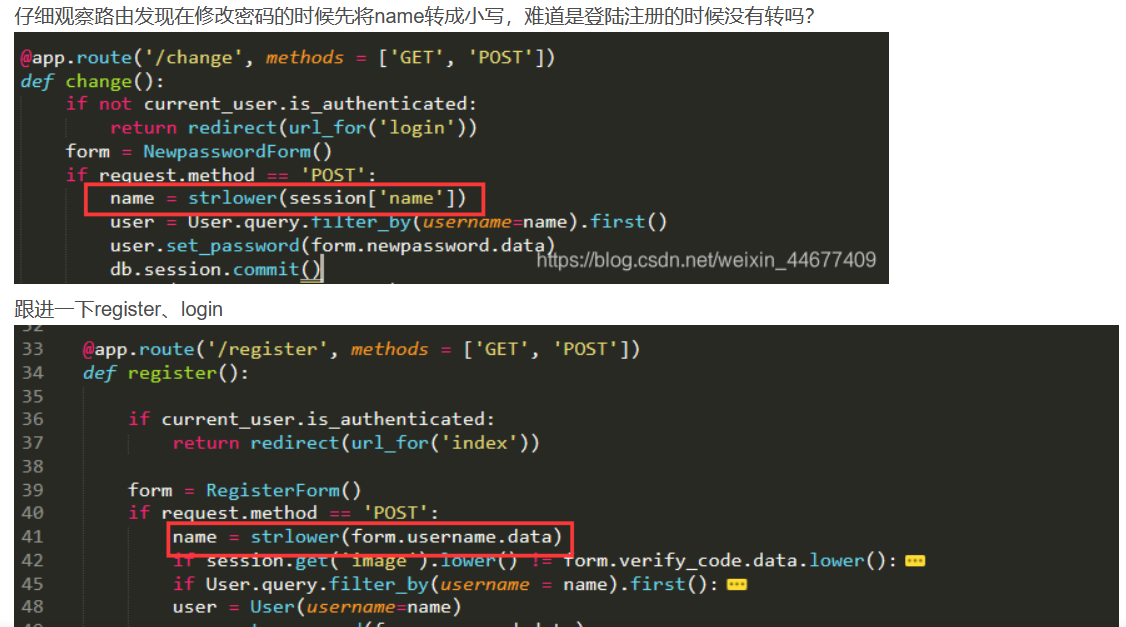 仔细观察路由发现在修改密码的时候先将name转成小写，难道是登陆注册的时候没有转吗？
@app.route('/change', methods = ['GET', 'POST'])
def change():
if not current_user.is_authenticated:
return redirect(url_for('login'))
form = NewpasswordForm()
if request.method == 'POST':
name = strlower(session['name'])
user = User.query.filter_by(username=name).first()
user.set_password(form.newpassword.data)
https://blog.csdn.net/weixin_44677409
db.session.commit()
跟进一下register、login
32
33 @app.route('/register', methods = ['GET', 'POST'])
34 def register():
35
36 if current_user.is_authenticated:
37 return redirect(url_for('index'))
38
39 form = RegisterForm()
40 if request.method == 'POST':
41 name = strlower(form.username.data)
42 if session.get('image').lower() != form.verify_code.data.lower():
45 if User.query.filter_by(username = name).first():
48 user = User(username=name)